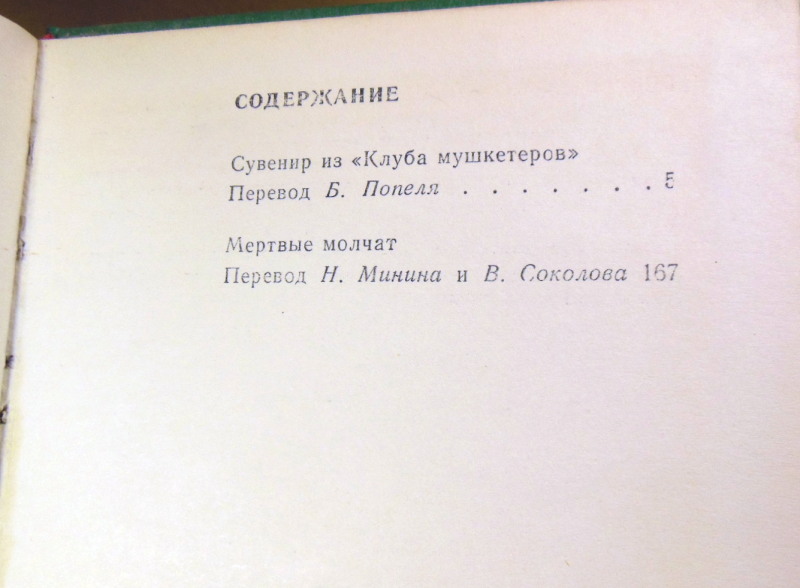 СОДЕРЖАНИЕ
Сувенир из «Клуба мушкетеров»
Перевод Б. Попеля . . . . . . . 5
Мертвые молчат
Перевод Н. Минина и В. Соколова 167